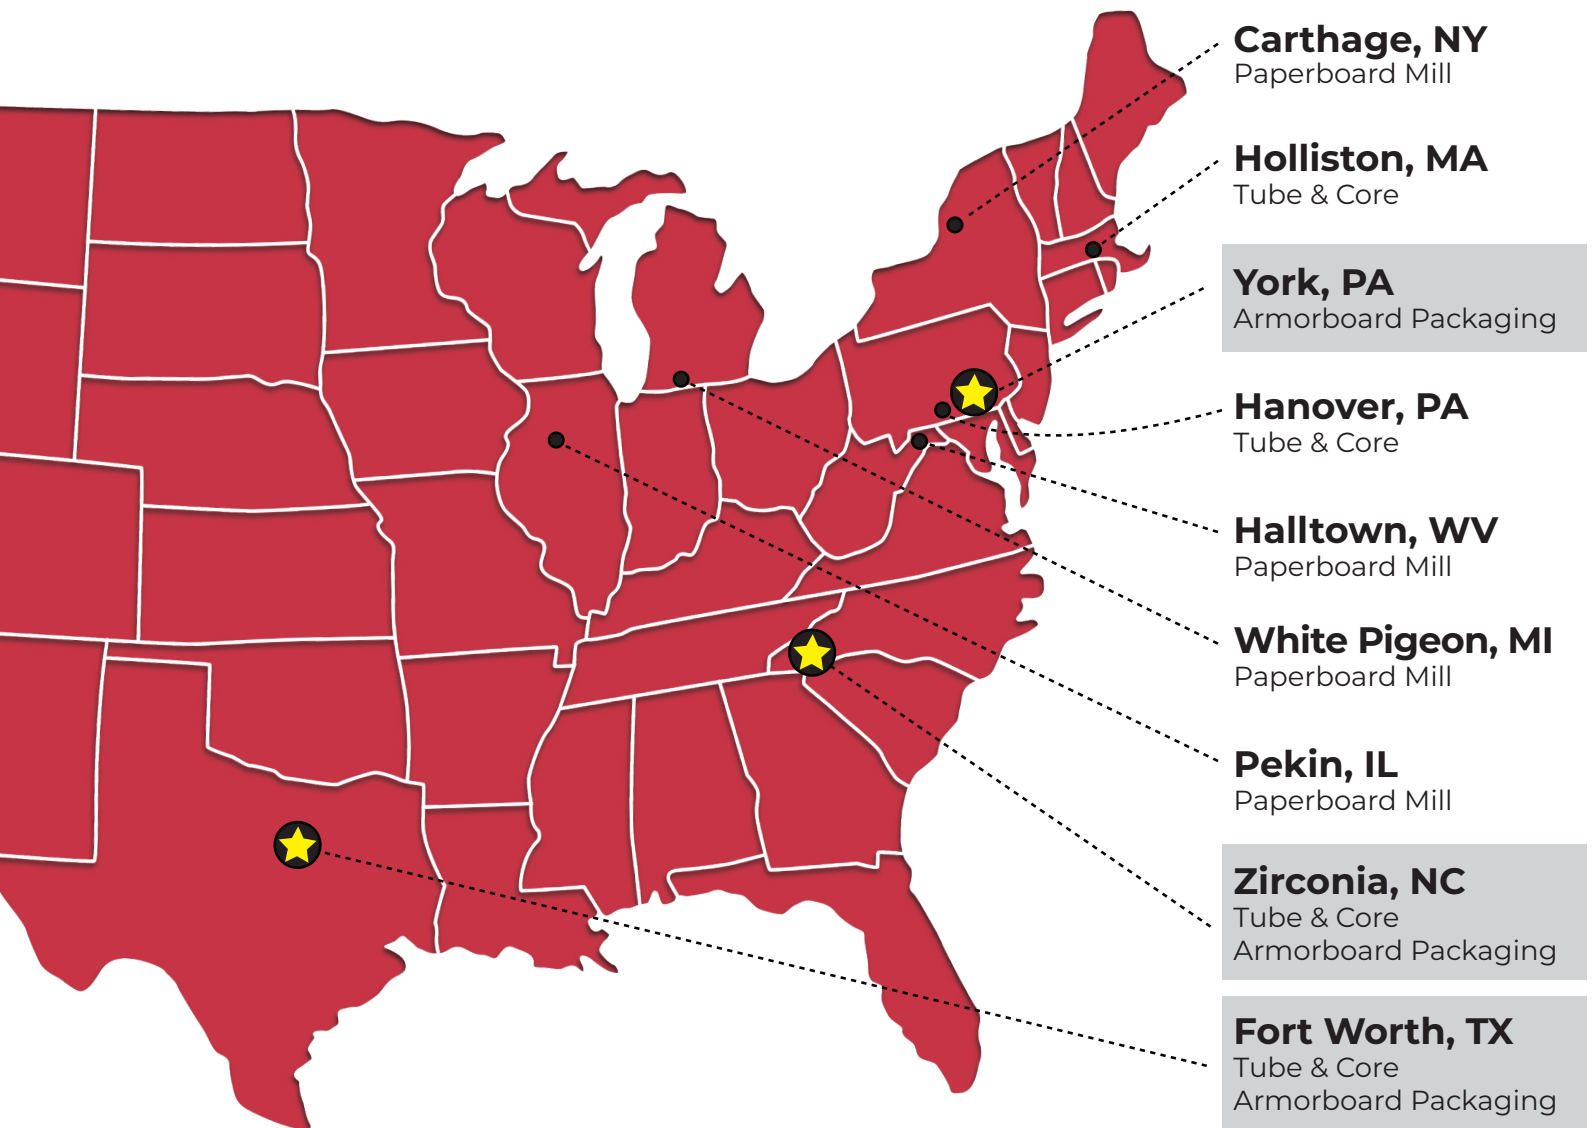 Carthage, NY
Paperboard Mill
Holliston, MA
Tube & Core
York, PA
Armorboard Packaging
Hanover, PA
Tube & Core
Halltown, WV
Paperboard Mill
White Pigeon, MI
Paperboard Mill
Pekin, IL
Paperboard Mill
Zirconia, NC
Tube & Core
Armorboard Packaging
Fort Worth, TX
Tube & Core
Armorboard Packaging